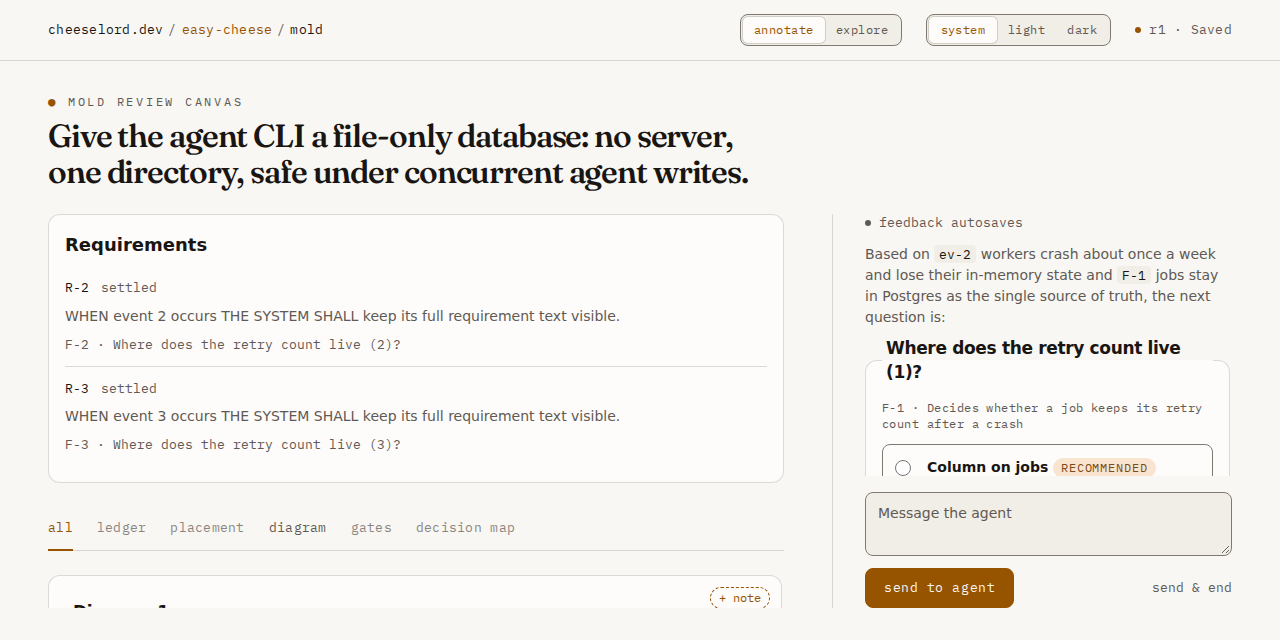 cheeselord.dev / easy-cheese / mold
annotate explore
system light dark
r1 · Saved
MOLD REVIEW CANVAS
Give the agent CLI a file-only database: no server,
one directory, safe under concurrent agent writes.
Requirements
R-2 settled
WHEN event 2 occurs THE SYSTEM SHALL keep its full requirement text visible.
F-2 · Where does the retry count live (2)?
R-3 settled
WHEN event 3 occurs THE SYSTEM SHALL keep its full requirement text visible.
F-3 · Where does the retry count live (3)?
all ledger placement diagram gates decision map
+ note
feedback autosaves
Based on ev-2 workers crash about once a week
and lose their in-memory state and F-1 jobs stay
in Postgres as the single source of truth, the next
question is:
Where does the retry count live
(1)?
F-1 · Decides whether a job keeps its retry
count after a crash
Column on jobs RECOMMENDED
Message the agent
send to agent
send & end